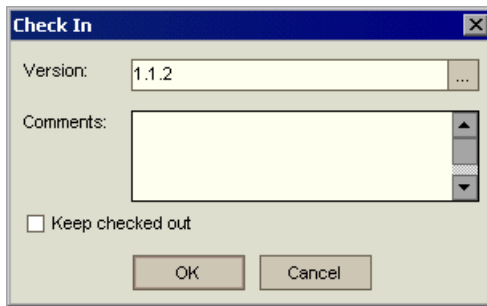 Check In
Version:
1.1.2
...
Comments:
Keep checked out
OK
Cancel